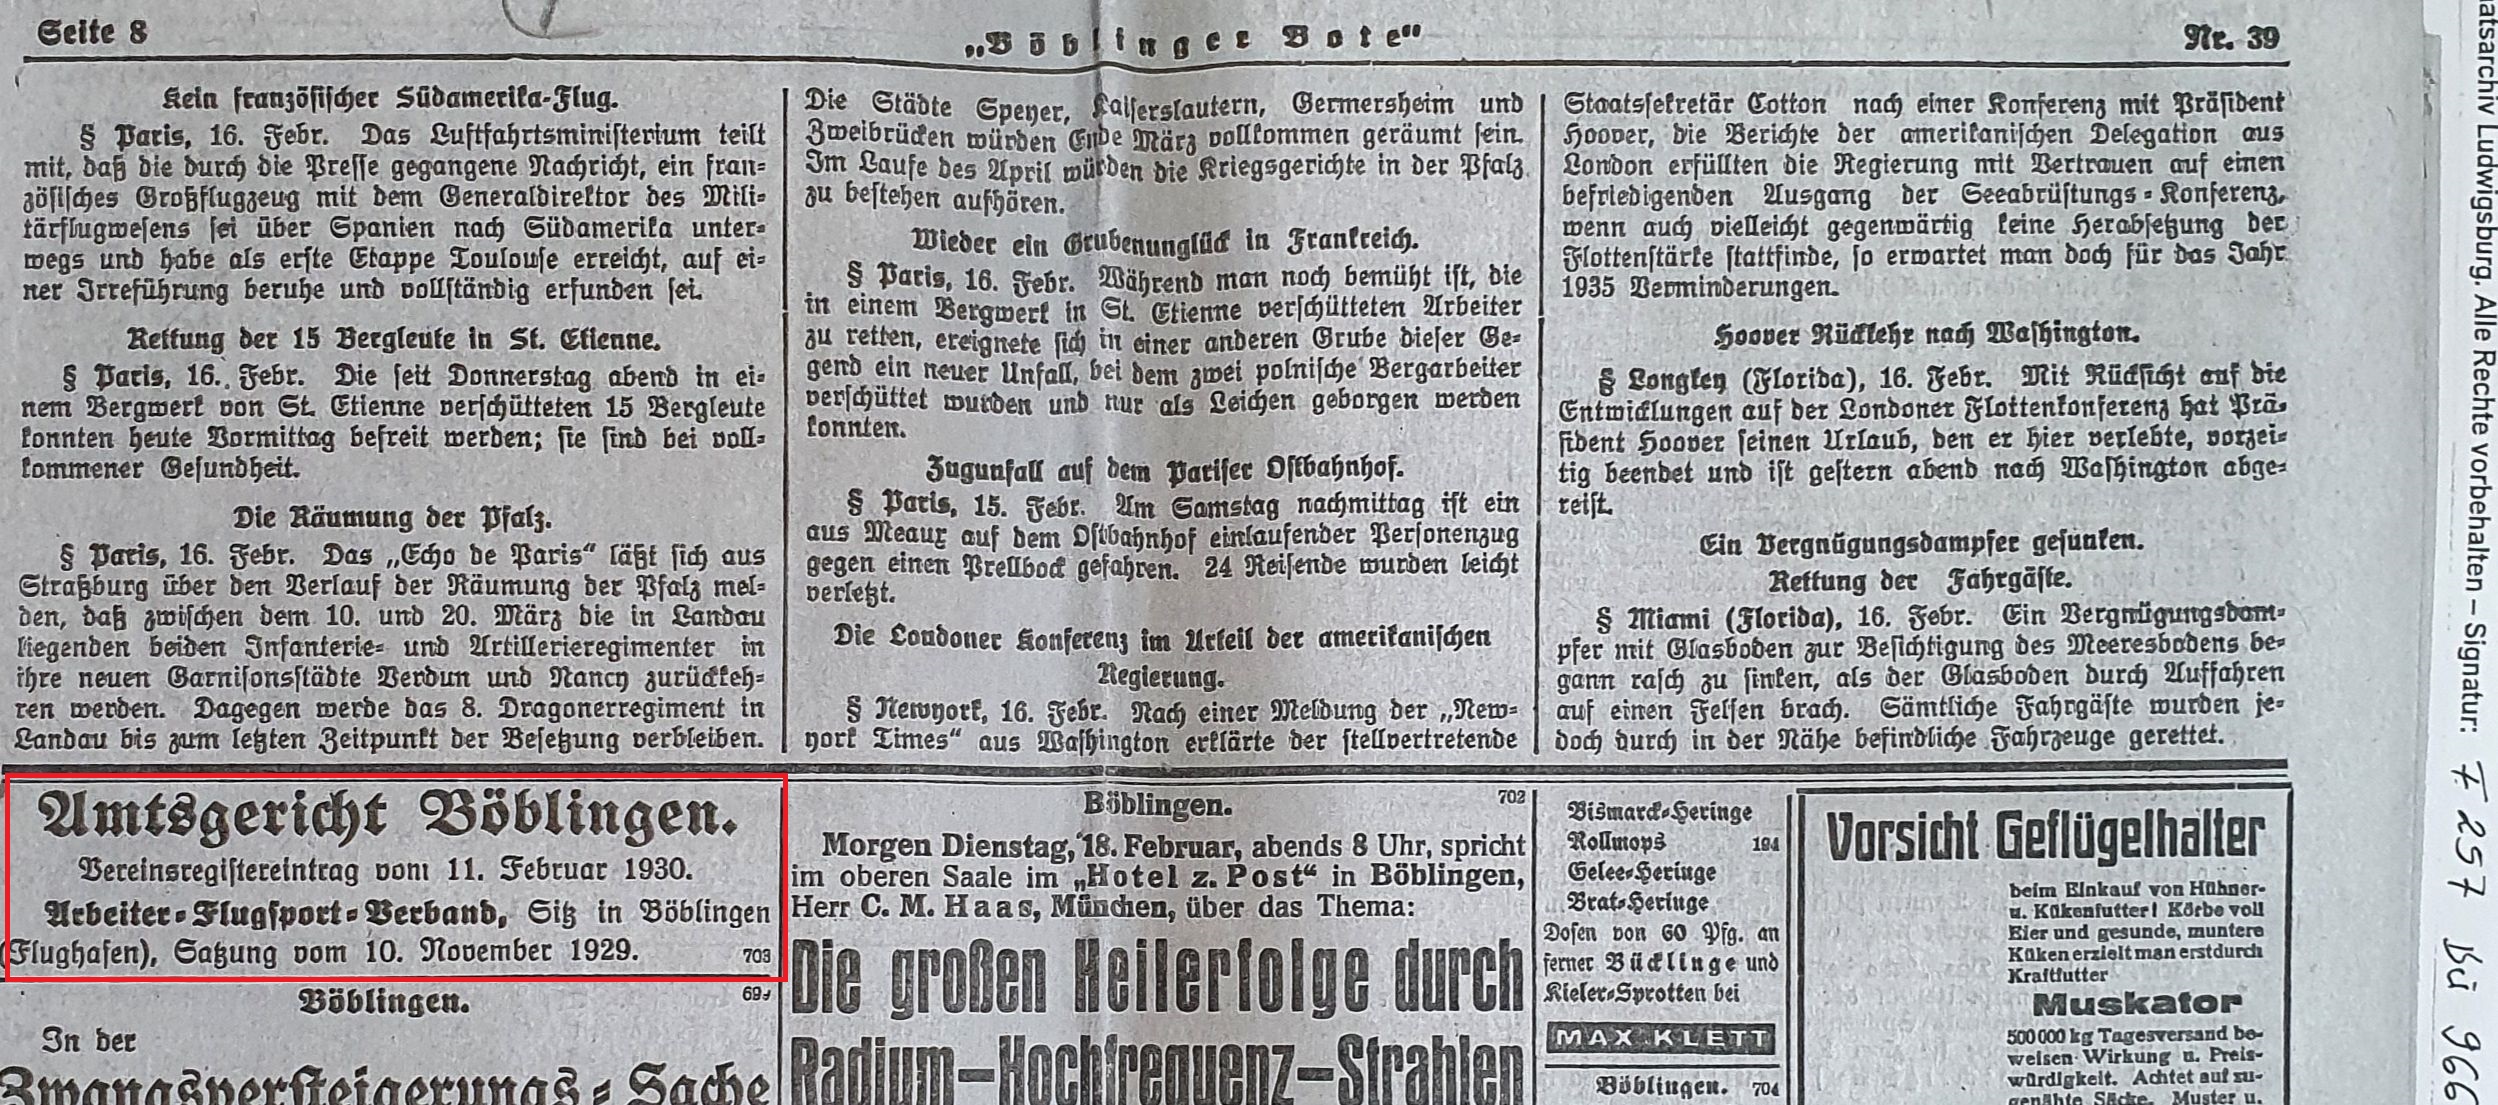 Seite 8
„Böblinger Bote“
Nr. 39
Kein französischer Südamerika-Flug.
§ Paris, 16. Febr. Das Luftfahrtsministerium teilt
mit, daß die durch die Presse gegangene Nachricht, ein fran-
zösisches Großflugzeug mit dem Generaldirektor des Mili-
tärflugwesens sei über Spanien nach Südamerika unter-
wegs und habe als erste Etappe Toulouse erreicht, auf ei-
ner Irreführung beruhe und vollständig erfunden sei.
Rettung der 15 Bergleute in St. Etienne.
§ Paris, 16. Febr. Die seit Donnerstag abend in ei-
nem Bergwerk von St. Etienne verschütteten 15 Bergleute
konnten heute Vormittag befreit werden; sie sind bei voll-
kommener Gesundheit.
Die Räumung der Pfalz.
§ Paris, 16. Febr. Das „Echo de Paris“ läßt sich aus
Straßburg über den Verlauf der Räumung der Pfalz mel-
den, daß zwischen dem 10. und 20. März die in Landau
liegenden beiden Infanterie- und Artillerieregimenter in
ihre neuen Garnisonsstädte Verdun und Nancy zurückkeh-
ren werden. Dagegen werde das 8. Dragonerregiment in
Landau bis zum letzten Zeitpunkt der Besetzung verbleiben.
Die Städte Speyer, Kaiserslautern, Germersheim und
Zweibrücken würden Ende März vollkommen geräumt sein.
Im Laufe des April würden die Kriegsgerichte in der Pfalz
zu bestehen aufhören.
Wieder ein Grubenunglück in Frankreich.
§ Paris, 16. Febr. Während man noch bemüht ist, die
in einem Bergwerk in St. Etienne verschütteten Arbeiter
zu retten, ereignete sich in einer anderen Grube dieser Ge-
gend ein neuer Unfall, bei dem zwei polnische Bergarbeiter
verschüttet wurden und nur als Leichen geborgen werden
konnten.
Zugunfall auf dem Pariser Ostbahnhof.
§ Paris, 15. Febr. Am Samstag nachmittag ist ein
aus Meaux auf dem Ostbahnhof einlaufender Personenzug
gegen einen Prellbock gefahren. 24 Reisende wurden leicht
verletzt.
Die Londoner Konferenz im Urteil der amerikanischen
Regierung.
§ Newyork, 16. Febr. Nach einer Meldung der „New-
york Times“ aus Washington erklärte der stellvertretende
Staatssekretär Cotton nach einer Konferenz mit Präsident
Hoover, die Berichte der amerikanischen Delegation aus
London erfüllten die Regierung mit Vertrauen auf einen
befriedigenden Ausgang der Seeabrüstungs-Konferenz,
wenn auch vielleicht gegenwärtig keine Herabsetzung der
Flottenstärke stattfinde, so erwartet man doch für das Jahr
1935 Verminderungen.
Hoover Rückkehr nach Washington.
§ Longkey (Florida), 16. Febr. Mit Rücksicht auf die
Entwicklungen auf der Londoner Flottenkonferenz hat Prä-
sident Hoover seinen Urlaub, den er hier verlebte, vorzei-
tig beendet und ist gestern abend nach Washington abge-
reist.
Ein Vergnügungsdampfer gesunken.
Rettung der Fahrgäste.
§ Miami (Florida), 16. Febr. Ein Vergnügungsdam-
pfer mit Glasboden zur Besichtigung des Meeresbodens be-
gann rasch zu sinken, als der Glasboden durch Auffahren
auf einen Felsen brach. Sämtliche Fahrgäste wurden je-
doch durch in der Nähe befindliche Fahrzeuge gerettet.
Amtsgericht Böblingen.
Vereinsregistereintrag vom 11. Februar 1930.
Arbeiter-Flugsport-Verband, Sitz in Böblingen
(Flughafen), Satzung vom 10. November 1929. 703
Böblingen. 694
In der
Zwangsversteigerungs-Sache
Böblingen. 702
Morgen Dienstag, 18. Februar, abends 8 Uhr, spricht
im oberen Saale im „Hotel z. Post“ in Böblingen,
Herr C. M. Haas, München, über das Thema:
Die großen Heilerfolge durch
Radium-Hochfrequenz-Strahlen
Bismarck-Heringe
Rollmops 194
Gelee-Heringe
Brat-Heringe
Dosen von 60 Pfg. an
ferner Bücklinge und
Kieler-Sprotten bei
MAX KLETT
Böblingen. 704
Vorsicht Geflügelhalter
beim Einkauf von Hühner-
u. Kükenfutter! Körbe voll
Eier und gesunde, muntere
Küken erzielt man erst durch
Kraftfutter
Muskator
500000 kg Tagesversand be-
weisen Wirkung u. Preis-
würdigkeit. Achtet auf zu-
genähte Säcke. Muster u.
atsarchiv Ludwigsburg. Alle Rechte vorbehalten – Signatur: F 257 Bü 966